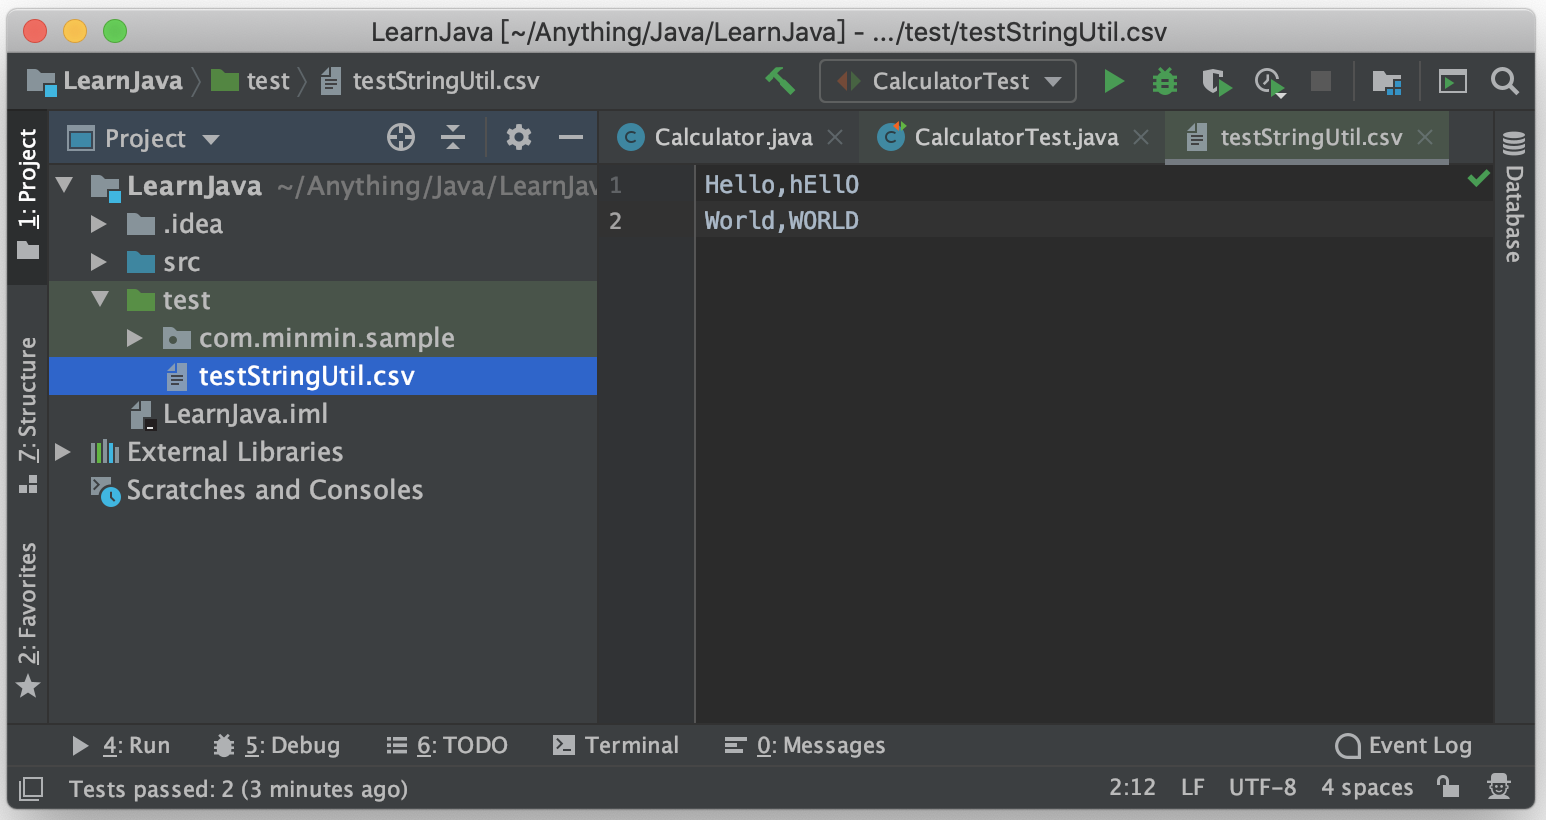 LearnJava [~/Anything/Java/LearnJava] - .../test/testStringUtil.csv
LearnJava test testStringUtil.csv CalculatorTest
1: Project
Project
Calculator.java CalculatorTest.java testStringUtil.csv
LearnJava ~/Anything/Java/LearnJav
.idea
src
test
com.minmin.sample
testStringUtil.csv
LearnJava.iml
External Libraries
Scratches and Consoles
1 Hello,hEllO
2 World,WORLD
Database
7: Structure
2: Favorites
4: Run 5: Debug 6: TODO Terminal 0: Messages Event Log
Tests passed: 2 (3 minutes ago) 2:12 LF UTF-8 4 spaces